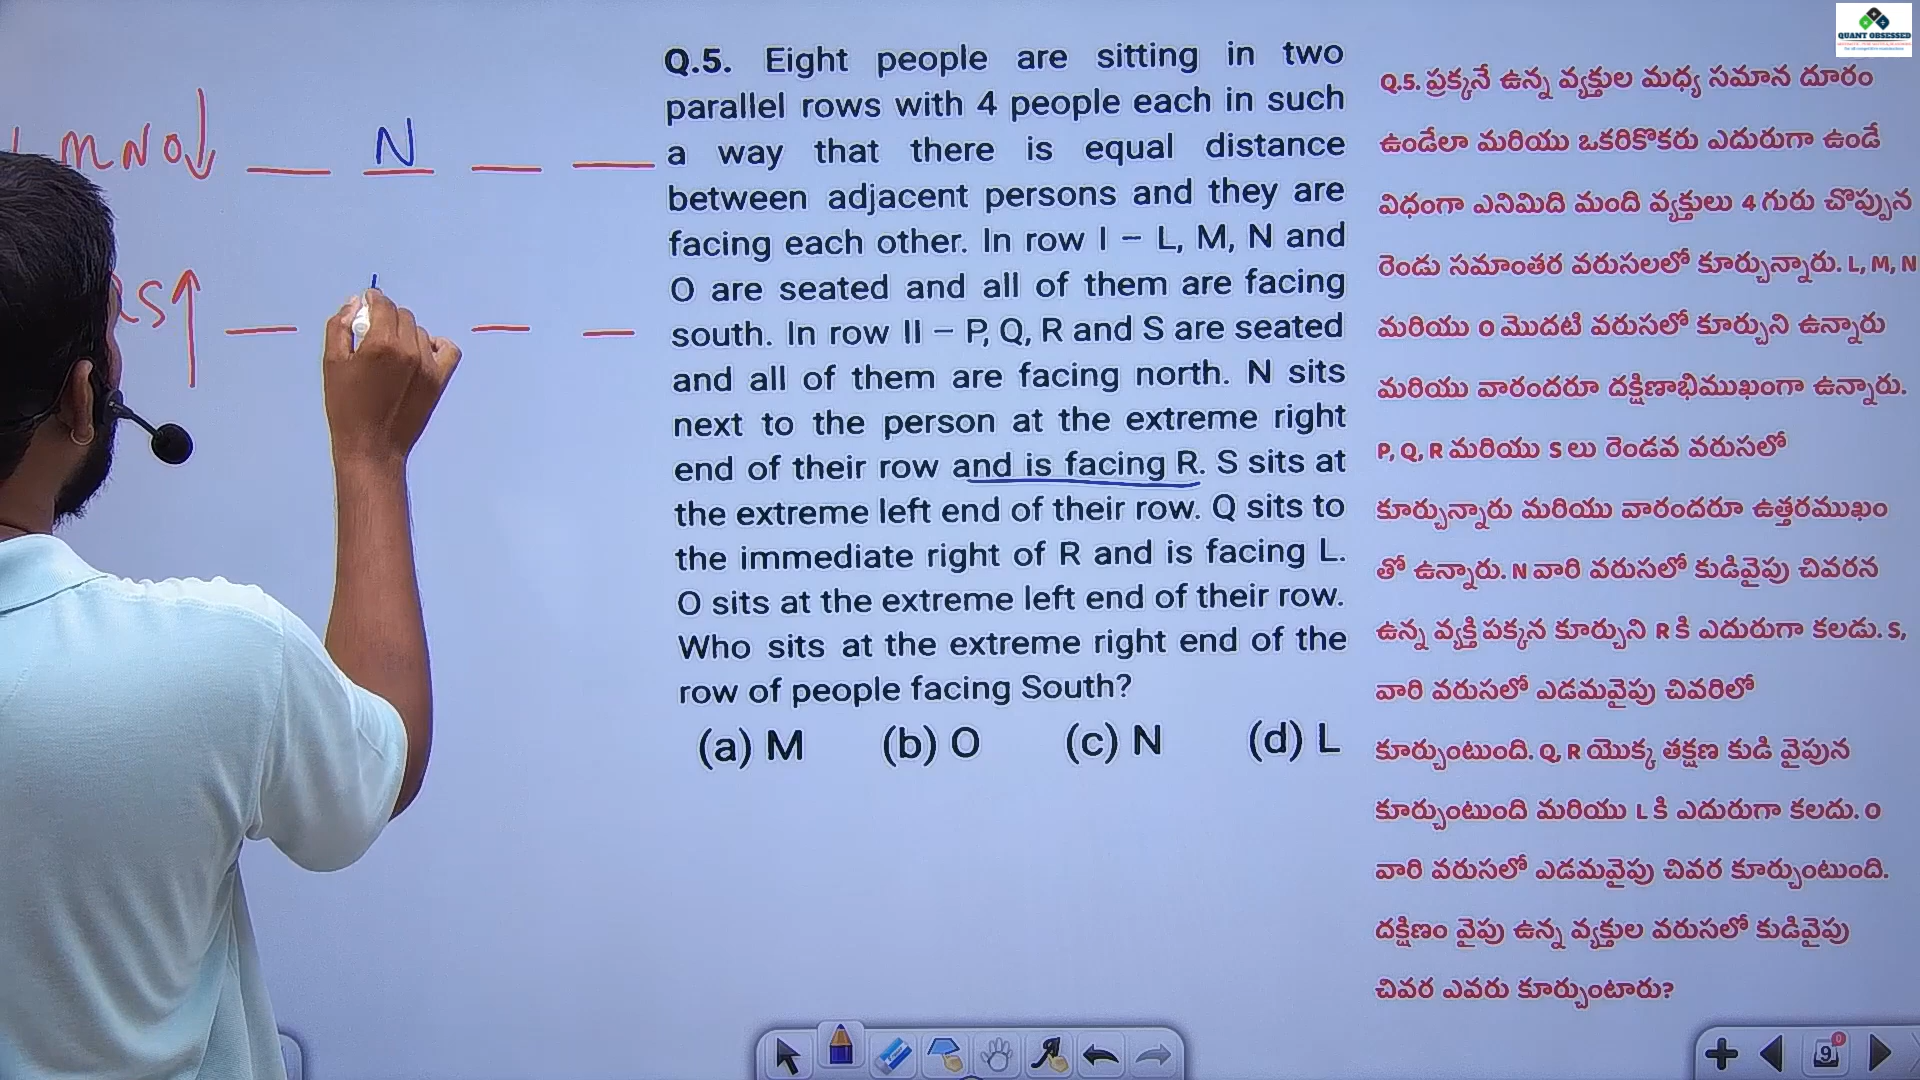 QUANT OBSESSED
M N O
N
S
Q.5. Eight people are sitting in two
parallel rows with 4 people each in such
a way that there is equal distance
between adjacent persons and they are
facing each other. In row I – L, M, N and
O are seated and all of them are facing
south. In row II – P, Q, R and S are seated
and all of them are facing north. N sits
next to the person at the extreme right
end of their row and is facing R. S sits at
the extreme left end of their row. Q sits to
the immediate right of R and is facing L.
O sits at the extreme left end of their row.
Who sits at the extreme right end of the
row of people facing South?
(a) M (b) O (c) N (d) L
Q.5. ప్రక్కనే ఉన్న వ్యక్తుల మధ్య సమాన దూరం
ఉండేలా మరియు ఒకరికొకరు ఎదురుగా ఉండే
విధంగా ఎనిమిది మంది వ్యక్తులు 4 గురు చొప్పున
రెండు సమాంతర వరుసలలో కూర్చున్నారు. L, M, N
మరియు O మొదటి వరుసలో కూర్చుని ఉన్నారు
మరియు వారందరూ దక్షిణాభిముఖంగా ఉన్నారు.
P, Q, R మరియు S లు రెండవ వరుసలో
కూర్చున్నారు మరియు వారందరూ ఉత్తరముఖం
తో ఉన్నారు. N వారి వరుసలో కుడివైపు చివరన
ఉన్న వ్యక్తి పక్కన కూర్చుని R కి ఎదురుగా కలడు. S,
వారి వరుసలో ఎడమవైపు చివరిలో
కూర్చుంటుంది. Q, R యొక్క తక్షణ కుడి వైపున
కూర్చుంటుంది మరియు L కి ఎదురుగా కలదు. O
వారి వరుసలో ఎడమవైపు చివర కూర్చుంటుంది.
దక్షిణం వైపు ఉన్న వ్యక్తుల వరుసలో కుడివైపు
చివర ఎవరు కూర్చుంటారు?
9